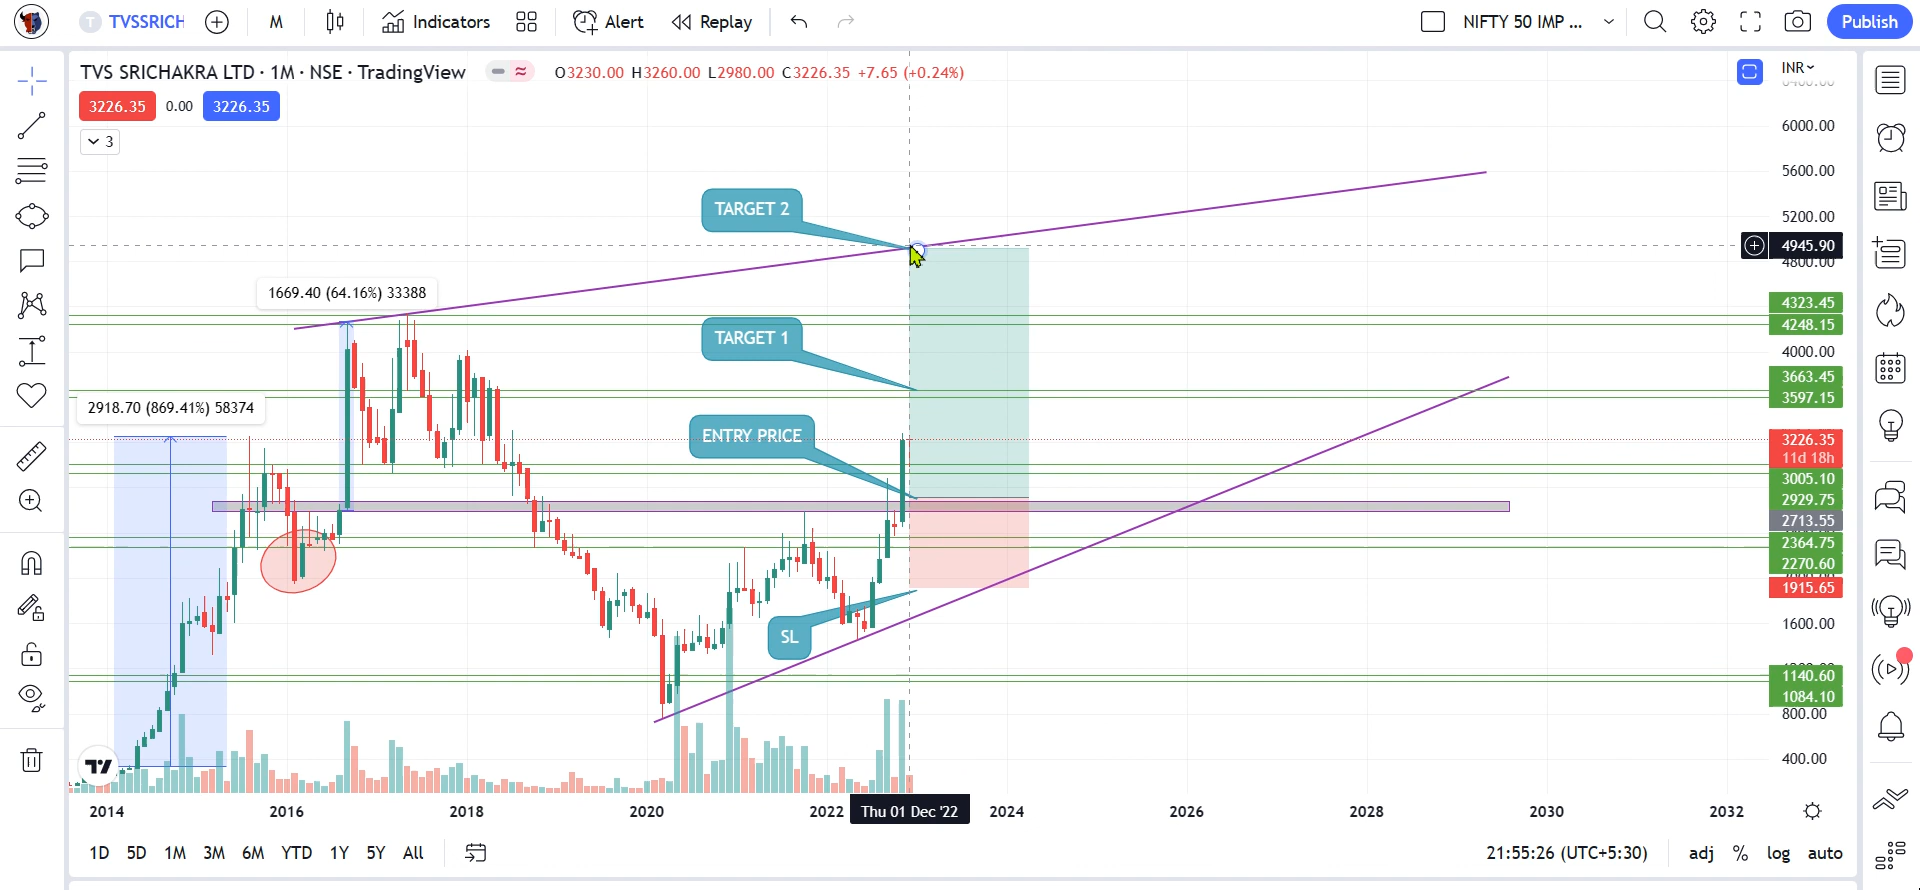 T TVSSRICH M Indicators Alert Replay NIFTY 50 IMP ... Publish
TVS SRICHAKRA LTD · 1M · NSE · TradingView O3230.00 H3260.00 L2980.00 C3226.35 +7.65 (+0.24%)
INR
3226.35 0.00 3226.35
3
6000.00
5600.00
TARGET 2
5200.00
4945.90
4800.00
1669.40 (64.16%) 33388
4323.45
4248.15
TARGET 1
4000.00
3663.45
3597.15
2918.70 (869.41%) 58374
ENTRY PRICE
3226.35
11d 18h
3005.10
2929.75
2713.55
2364.75
2270.60
1915.65
SL
1600.00
1140.60
1084.10
800.00
400.00
2014 2016 2018 2020 2022 Thu 01 Dec '22 2024 2026 2028 2030 2032
1D 5D 1M 3M 6M YTD 1Y 5Y All 21:55:26 (UTC+5:30) adj % log auto